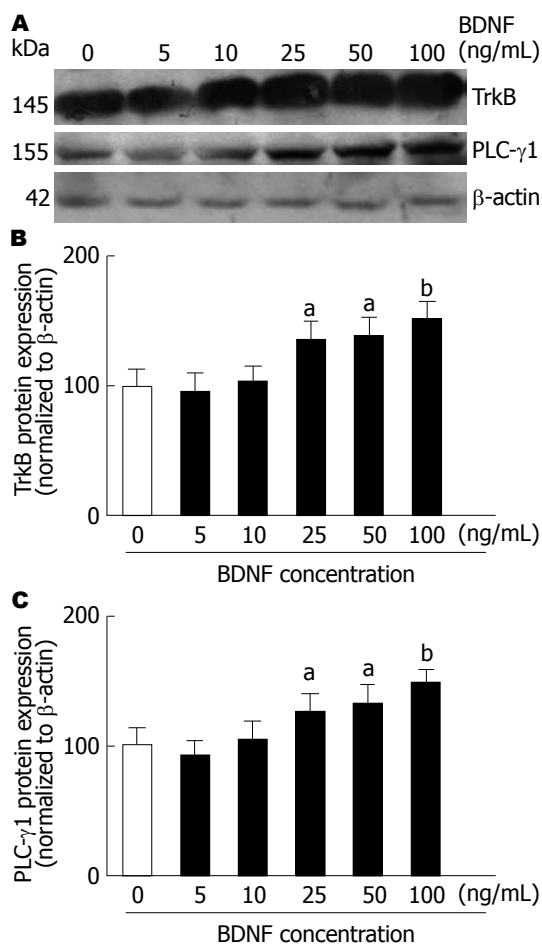 A
kDa
BDNF
0 5 10 25 50 100 (ng/mL)
145 TrkB
155 PLC-γ1
42 β-actin
B
TrkB protein expression
(normalized to β-actin)
200
100
0
a a b
0 5 10 25 50 100 (ng/mL)
BDNF concentration
C
PLC-γ1 protein expression
(normalized to β-actin)
200
100
0
a a b
0 5 10 25 50 100 (ng/mL)
BDNF concentration